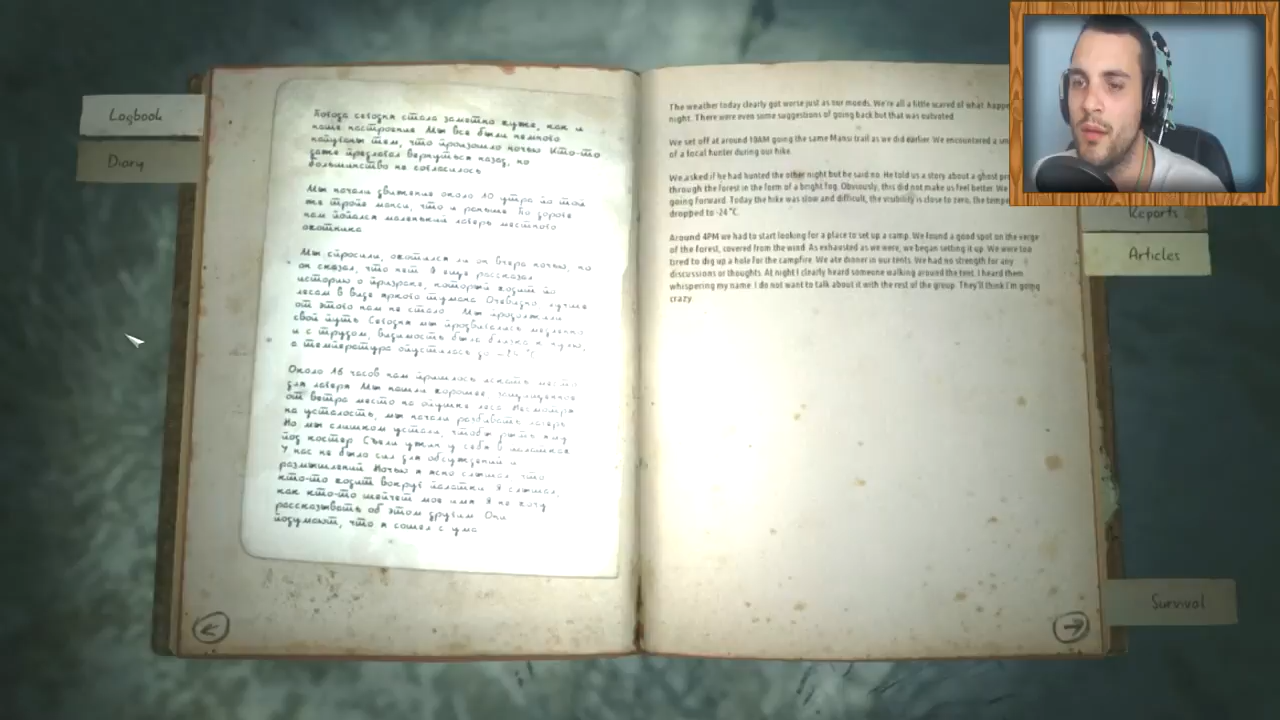 Logbook
Diary
Погода сегодня стала заметно хуже, как и
наше настроение. Мы все были немного
напуганы тем, что произошло ночью. Кто-то
даже предлагал вернуться назад, но
большинство не согласилось
Мы начали движение около 10 утра по той
же тропе манси, что и раньше. По дороге
нам попался маленький лагерь местного
охотника
Мы спросили, охотился ли он вчера ночью, но
он сказал, что нет. Я еще рассказал
историю о призраке, который ходит по
лесам в виде яркого тумана. Очевидно, лучше
от этого нам не стало. Мы продолжали
свой путь. Сегодня мы продвигались медленно
и с трудом, видимость была близка к нулю,
а температура опустилась до -24 °C
Около 16 часов нам пришлось искать место
для лагеря. Мы нашли хорошее защищенное
от ветра место на опушке леса. Несмотря
на усталость, мы начали разбивать лагерь
Но мы слишком устали, чтобы рыть яму
под костер. Съели ужин у себя в палатках
У нас не было сил для обсуждений и
размышлений. Ночью я ясно слышал, что
кто-то ходит вокруг палатки. Я слышал,
как кто-то шепчет мое имя. Я не хочу
рассказывать об этом другим. Они
подумают, что я сошел с ума
The weather today clearly got worse just as our moods. We're all a little scared of what
night. There were even some suggestions of going back but that was outvoted
We set off at around 10AM going the same Mansi trail as we did earlier. We encountered a
of a local hunter during our hike.
We asked if he had hunted the other night but he said no. He told us a story about a ghost
through the forest in the form of a bright fog. Obviously, this did not make us feel better. We
going forward. Today the hike was slow and difficult, the visibility is close to zero, the
dropped to -24 °C.
Around 4PM we had to start looking for a place to set up a camp. We found a good spot on the verge
of the forest, covered from the wind. As exhausted as we were, we began setting it up. We were too
tired to dig up a hole for the campfire. We ate dinner in our tents. We had no strength for any
discussions or thoughts. At night I clearly heard someone walking around the tent. I heard them
whispering my name. I do not want to talk about it with the rest of the group. They'll think I'm going
crazy
Reports
Articles
Survival